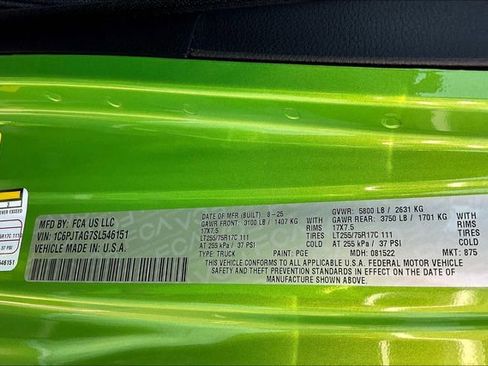 MFD BY: FCA US LLC
VIN: 1C6PJTAG7SL546151
VEHICLE MADE IN: U.S.A.
DATE OF MFR (BUILT) 8-25
GVWR: 5800 LB / 2631 KG
GAWR FRONT: 3100 LB / 1407 KG
WITH
GAWR REAR: 3750 LB / 1701 KG
WITH
17X7.5
RIMS
17X7.5
RIMS
LT255/75R17C 111
TIRES
LT255/75R17C 111
TIRES
AT 255 kPa / 37 PSI
COLD
AT 255 kPa / 37 PSI
COLD
TYPE: TRUCK
PAINT: PGE
MDH: 081522
MKT: 875
THIS VEHICLE CONFORMS TO ALL APPLICABLE U.S.A. FEDERAL MOTOR VEHICLE
SAFETY AND THEFT PREVENTION STANDARDS IN EFFECT ON THE DATE OF
MANUFACTURE SHOWN ABOVE.